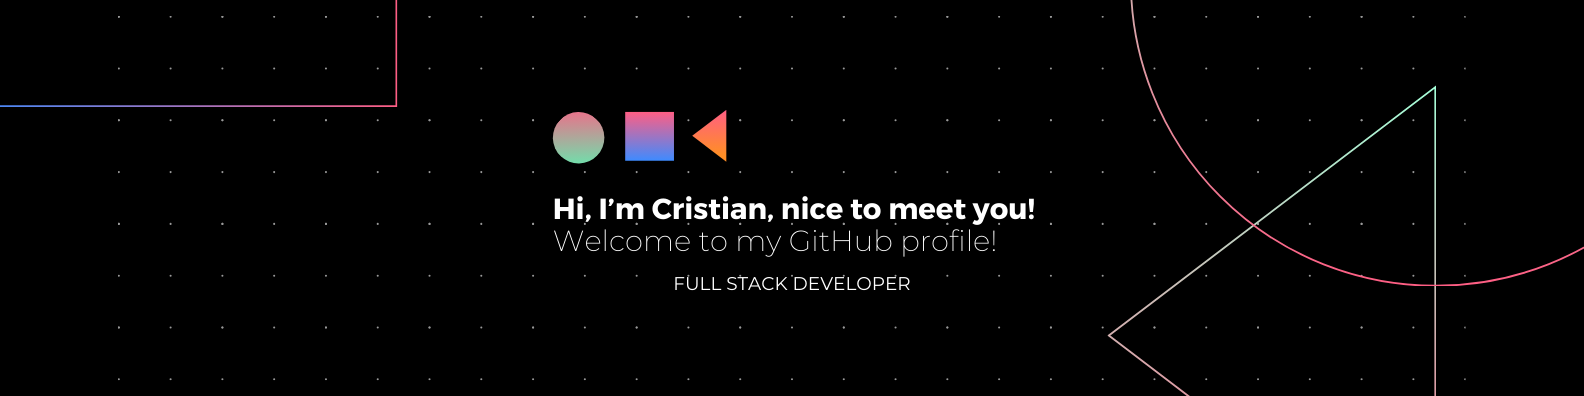 Hi, I’m Cristian, nice to meet you!
Welcome to my GitHub profile!
FULL STACK DEVELOPER